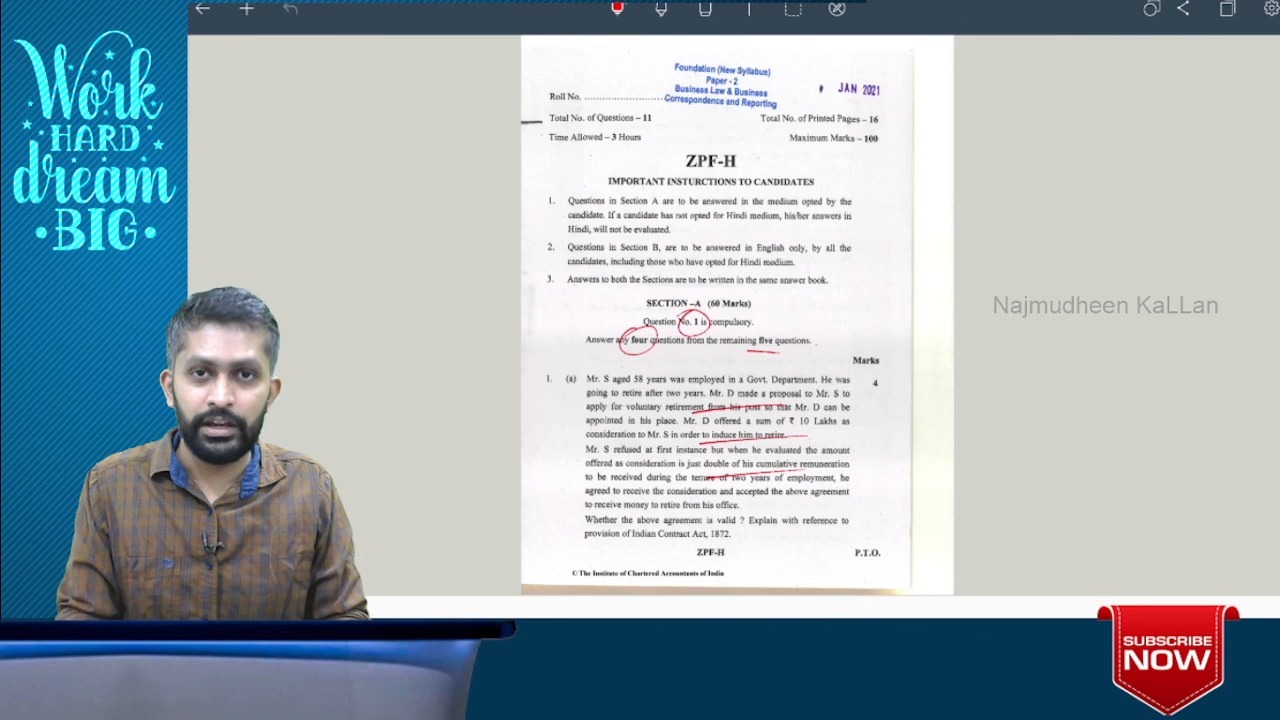 Work
HARD
dream
BIG
Foundation (New Syllabus)
Paper - 2
Business Law & Business
Correspondence and Reporting
JAN 2021
Roll No. ..........................
Total No. of Questions – 11
Total No. of Printed Pages – 16
Time Allowed – 3 Hours
Maximum Marks – 100
ZPF-H
IMPORTANT INSTURCTIONS TO CANDIDATES
1. Questions in Section A are to be answered in the medium opted by the
candidate. If a candidate has not opted for Hindi medium, his/her answers in
Hindi, will not be evaluated.
2. Questions in Section B, are to be answered in English only, by all the
candidates, including those who have opted for Hindi medium.
3. Answers to both the Sections are to be written in the same answer book.
SECTION –A (60 Marks)
Question No. 1 is compulsory.
Answer any four questions from the remaining five questions.
Marks
1. (a) Mr. S aged 58 years was employed in a Govt. Department. He was 4
going to retire after two years. Mr. D made a proposal to Mr. S to
apply for voluntary retirement from his post so that Mr. D can be
appointed in his place. Mr. D offered a sum of ₹ 10 Lakhs as
consideration to Mr. S in order to induce him to retire.
Mr. S refused at first instance but when he evaluated the amount
offered as consideration is just double of his cumulative remuneration
to be received during the tenure of two years of employment, he
agreed to receive the consideration and accepted the above agreement
to receive money to retire from his office.
Whether the above agreement is valid ? Explain with reference to
provision of Indian Contract Act, 1872.
ZPF-H
P.T.O.
© The Institute of Chartered Accountants of India
Najmudheen KaLLan
SUBSCRIBE
NOW